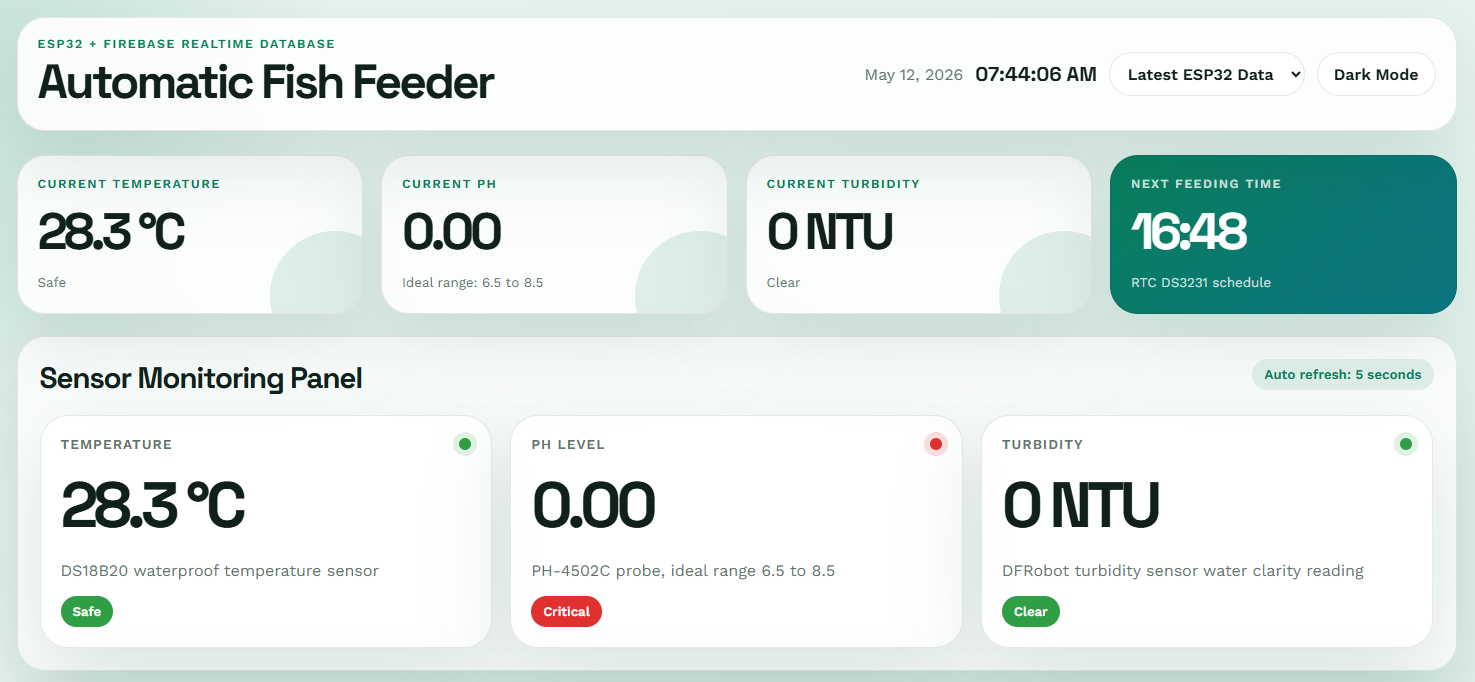 ESP32 + FIREBASE REALTIME DATABASE
Automatic Fish Feeder
May 12, 2026 07:44:06 AM Latest ESP32 Data Dark Mode
CURRENT TEMPERATURE
28.3 °C
Safe
CURRENT PH
0.00
Ideal range: 6.5 to 8.5
CURRENT TURBIDITY
0 NTU
Clear
NEXT FEEDING TIME
16:48
RTC DS3231 schedule
Sensor Monitoring Panel
Auto refresh: 5 seconds
TEMPERATURE
28.3 °C
DS18B20 waterproof temperature sensor
Safe
PH LEVEL
0.00
PH-4502C probe, ideal range 6.5 to 8.5
Critical
TURBIDITY
0 NTU
DFRobot turbidity sensor water clarity reading
Clear